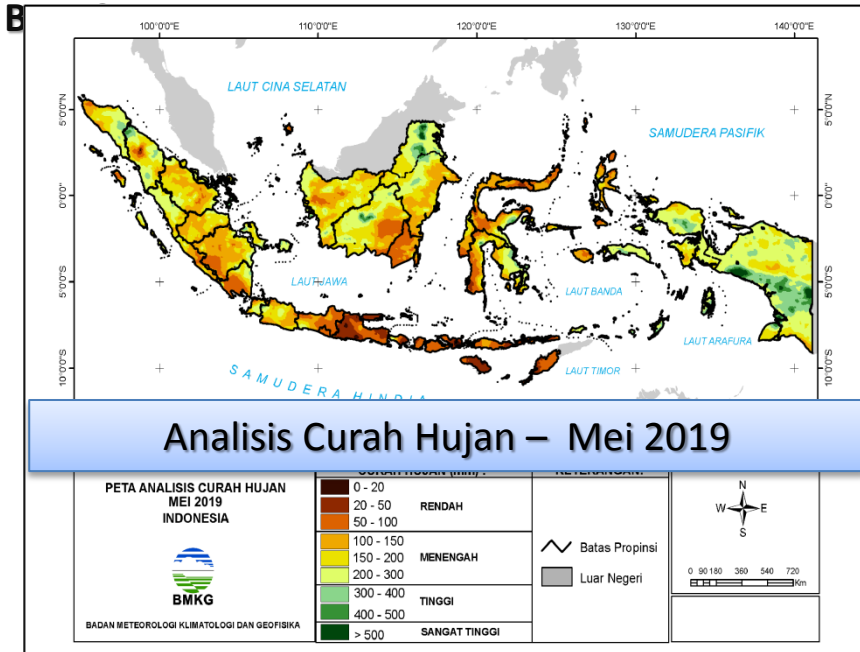 B
100°0'0"E 110°0'0"E 120°0'0"E 130°0'0"E 140°0'0"E
LAUT CINA SELATAN
SAMUDERA PASIFIK
5°0'0"N
5°0'0"N
0°0'0"
0°0'0"
5°0'0"S
5°0'0"S
10°0'0"S
10°0'0"S
LAUT JAWA
LAUT BANDA
LAUT ARAFURA
LAUT TIMOR
SAMUDERA HINDIA
Analisis Curah Hujan – Mei 2019
PETA ANALISIS CURAH HUJAN
MEI 2019
INDONESIA
BMKG
BADAN METEOROLOGI KLIMATOLOGI DAN GEOFISIKA
CURAH HUJAN (mm) :
0 - 20
20 - 50
50 - 100
RENDAH
100 - 150
150 - 200
200 - 300
MENENGAH
300 - 400
400 - 500
TINGGI
> 500
SANGAT TINGGI
KETERANGAN:
Batas Propinsi
Luar Negeri
N
W E
S
0 90 180 360 540 720
Km